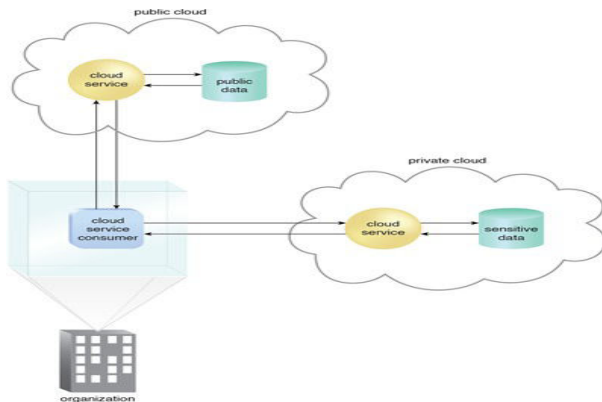 public cloud
cloud
service
public
data
private cloud
cloud
service
consumer
cloud
service
sensitive
data
organization